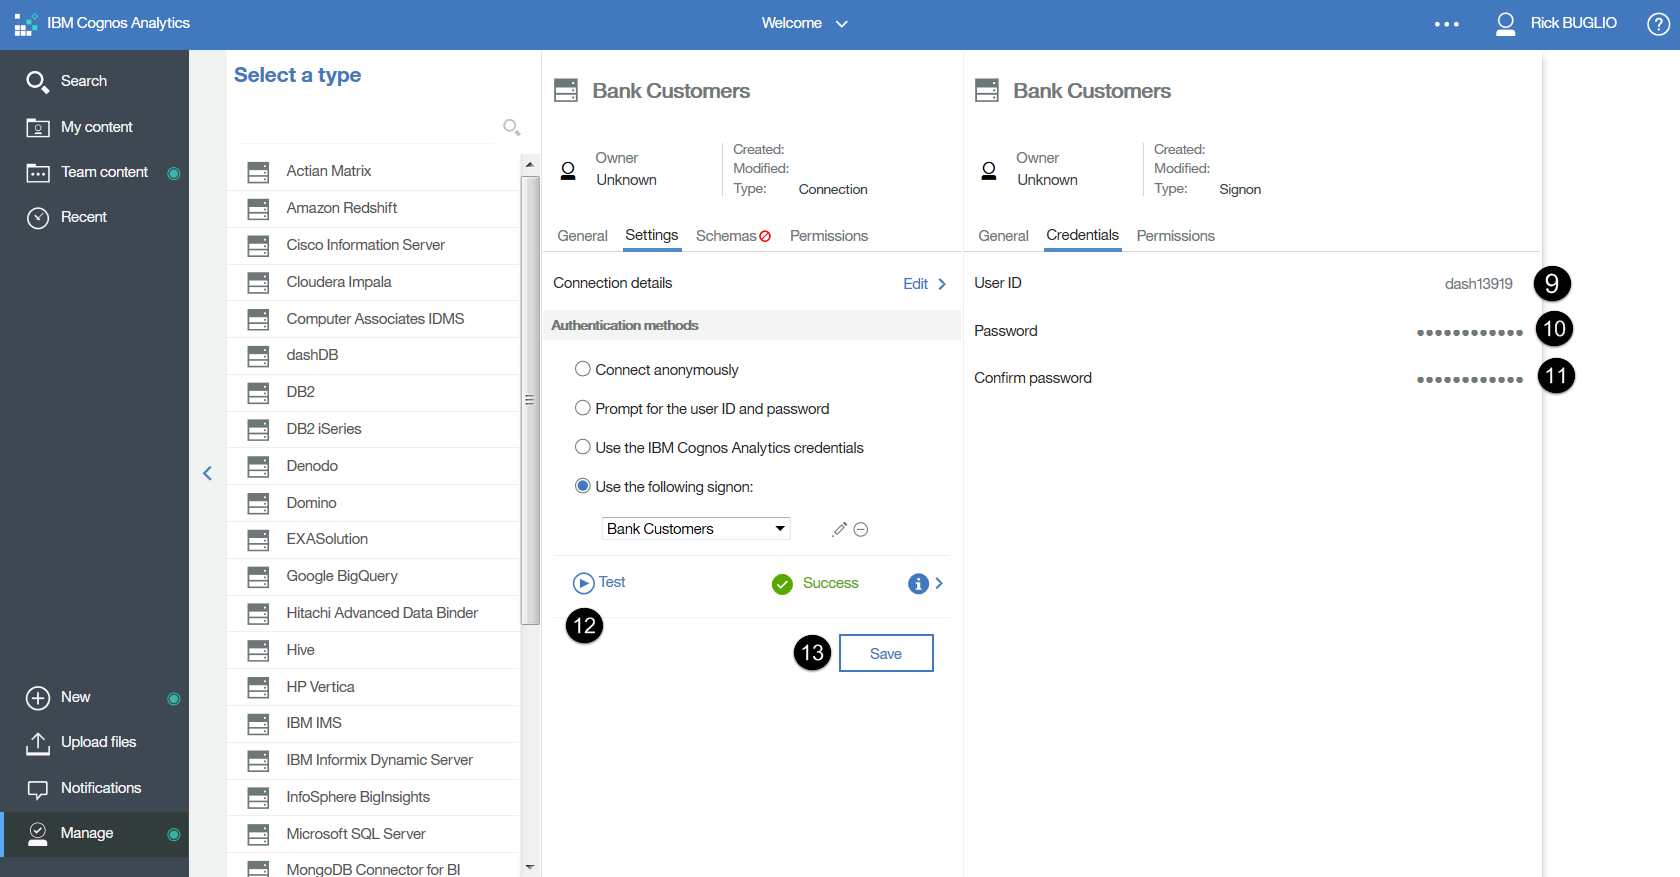 IBM Cognos Analytics
Welcome
Rick BUGLIO
?
Search
My content
Team content
Recent
New
Upload files
Notifications
Manage
Select a type
Actian Matrix
Amazon Redshift
Cisco Information Server
Cloudera Impala
Computer Associates IDMS
dashDB
DB2
DB2 iSeries
Denodo
Domino
EXASolution
Google BigQuery
Hitachi Advanced Data Binder
Hive
HP Vertica
IBM IMS
IBM Informix Dynamic Server
InfoSphere BigInsights
Microsoft SQL Server
MongoDB Connector for BI
Bank Customers
Owner
Unknown
Created:
Modified:
Type: Connection
General Settings Schemas Permissions
Connection details Edit
Authentication methods
Connect anonymously
Prompt for the user ID and password
Use the IBM Cognos Analytics credentials
Use the following signon:
Bank Customers
Test Success i
12
13 Save
Bank Customers
Owner
Unknown
Created:
Modified:
Type: Signon
General Credentials Permissions
User ID dash13919 9
Password ●●●●●●●●●●●● 10
Confirm password ●●●●●●●●●●●● 11